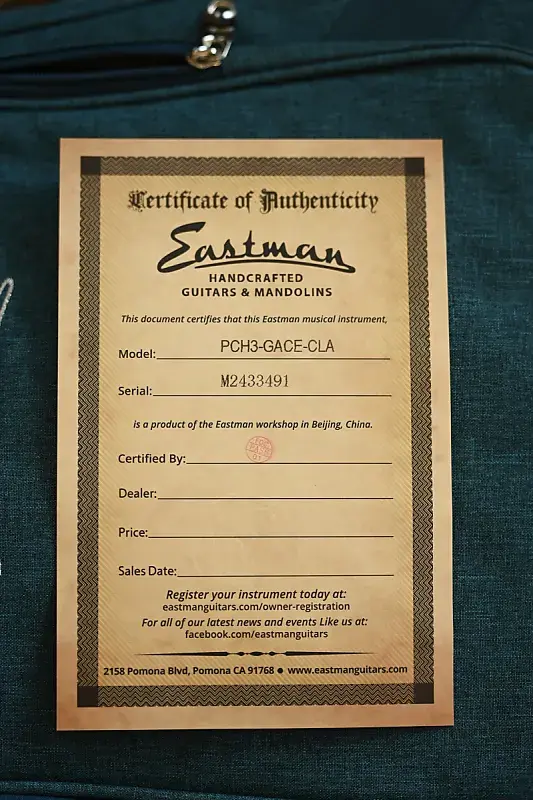 Certificate of Authenticity
Eastman
HANDCRAFTED
GUITARS & MANDOLINS
This document certifies that this Eastman musical instrument,
Model: PCH3-GACE-CLA
Serial: M2433491
is a product of the Eastman workshop in Beijing, China.
Certified By:
Dealer:
Price:
Sales Date:
Register your instrument today at:
eastmanguitars.com/owner-registration
For all of our latest news and events Like us at:
facebook.com/eastmanguitars
2158 Pomona Blvd, Pomona CA 91768 ● www.eastmanguitars.com